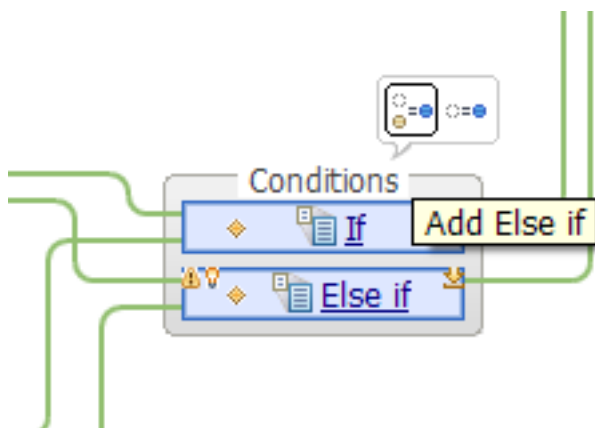 Conditions
If
Add Else if
Else if